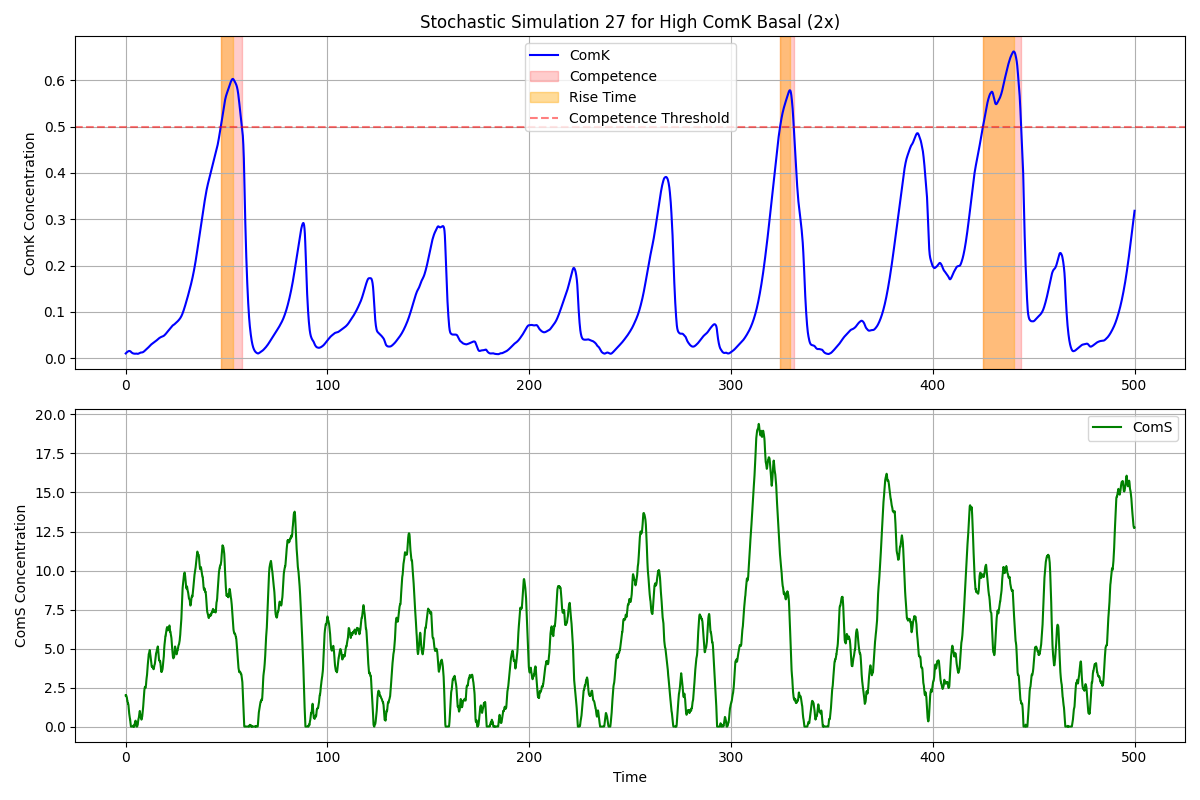 Stochastic Simulation 27 for High ComK Basal (2x)
ComK Concentration
0.6
0.5
0.4
0.3
0.2
0.1
0.0
ComK
Competence
Rise Time
Competence Threshold
0 100 200 300 400 500
ComS Concentration
20.0
17.5
15.0
12.5
10.0
7.5
5.0
2.5
0.0
ComS
0 100 200 300 400 500
Time